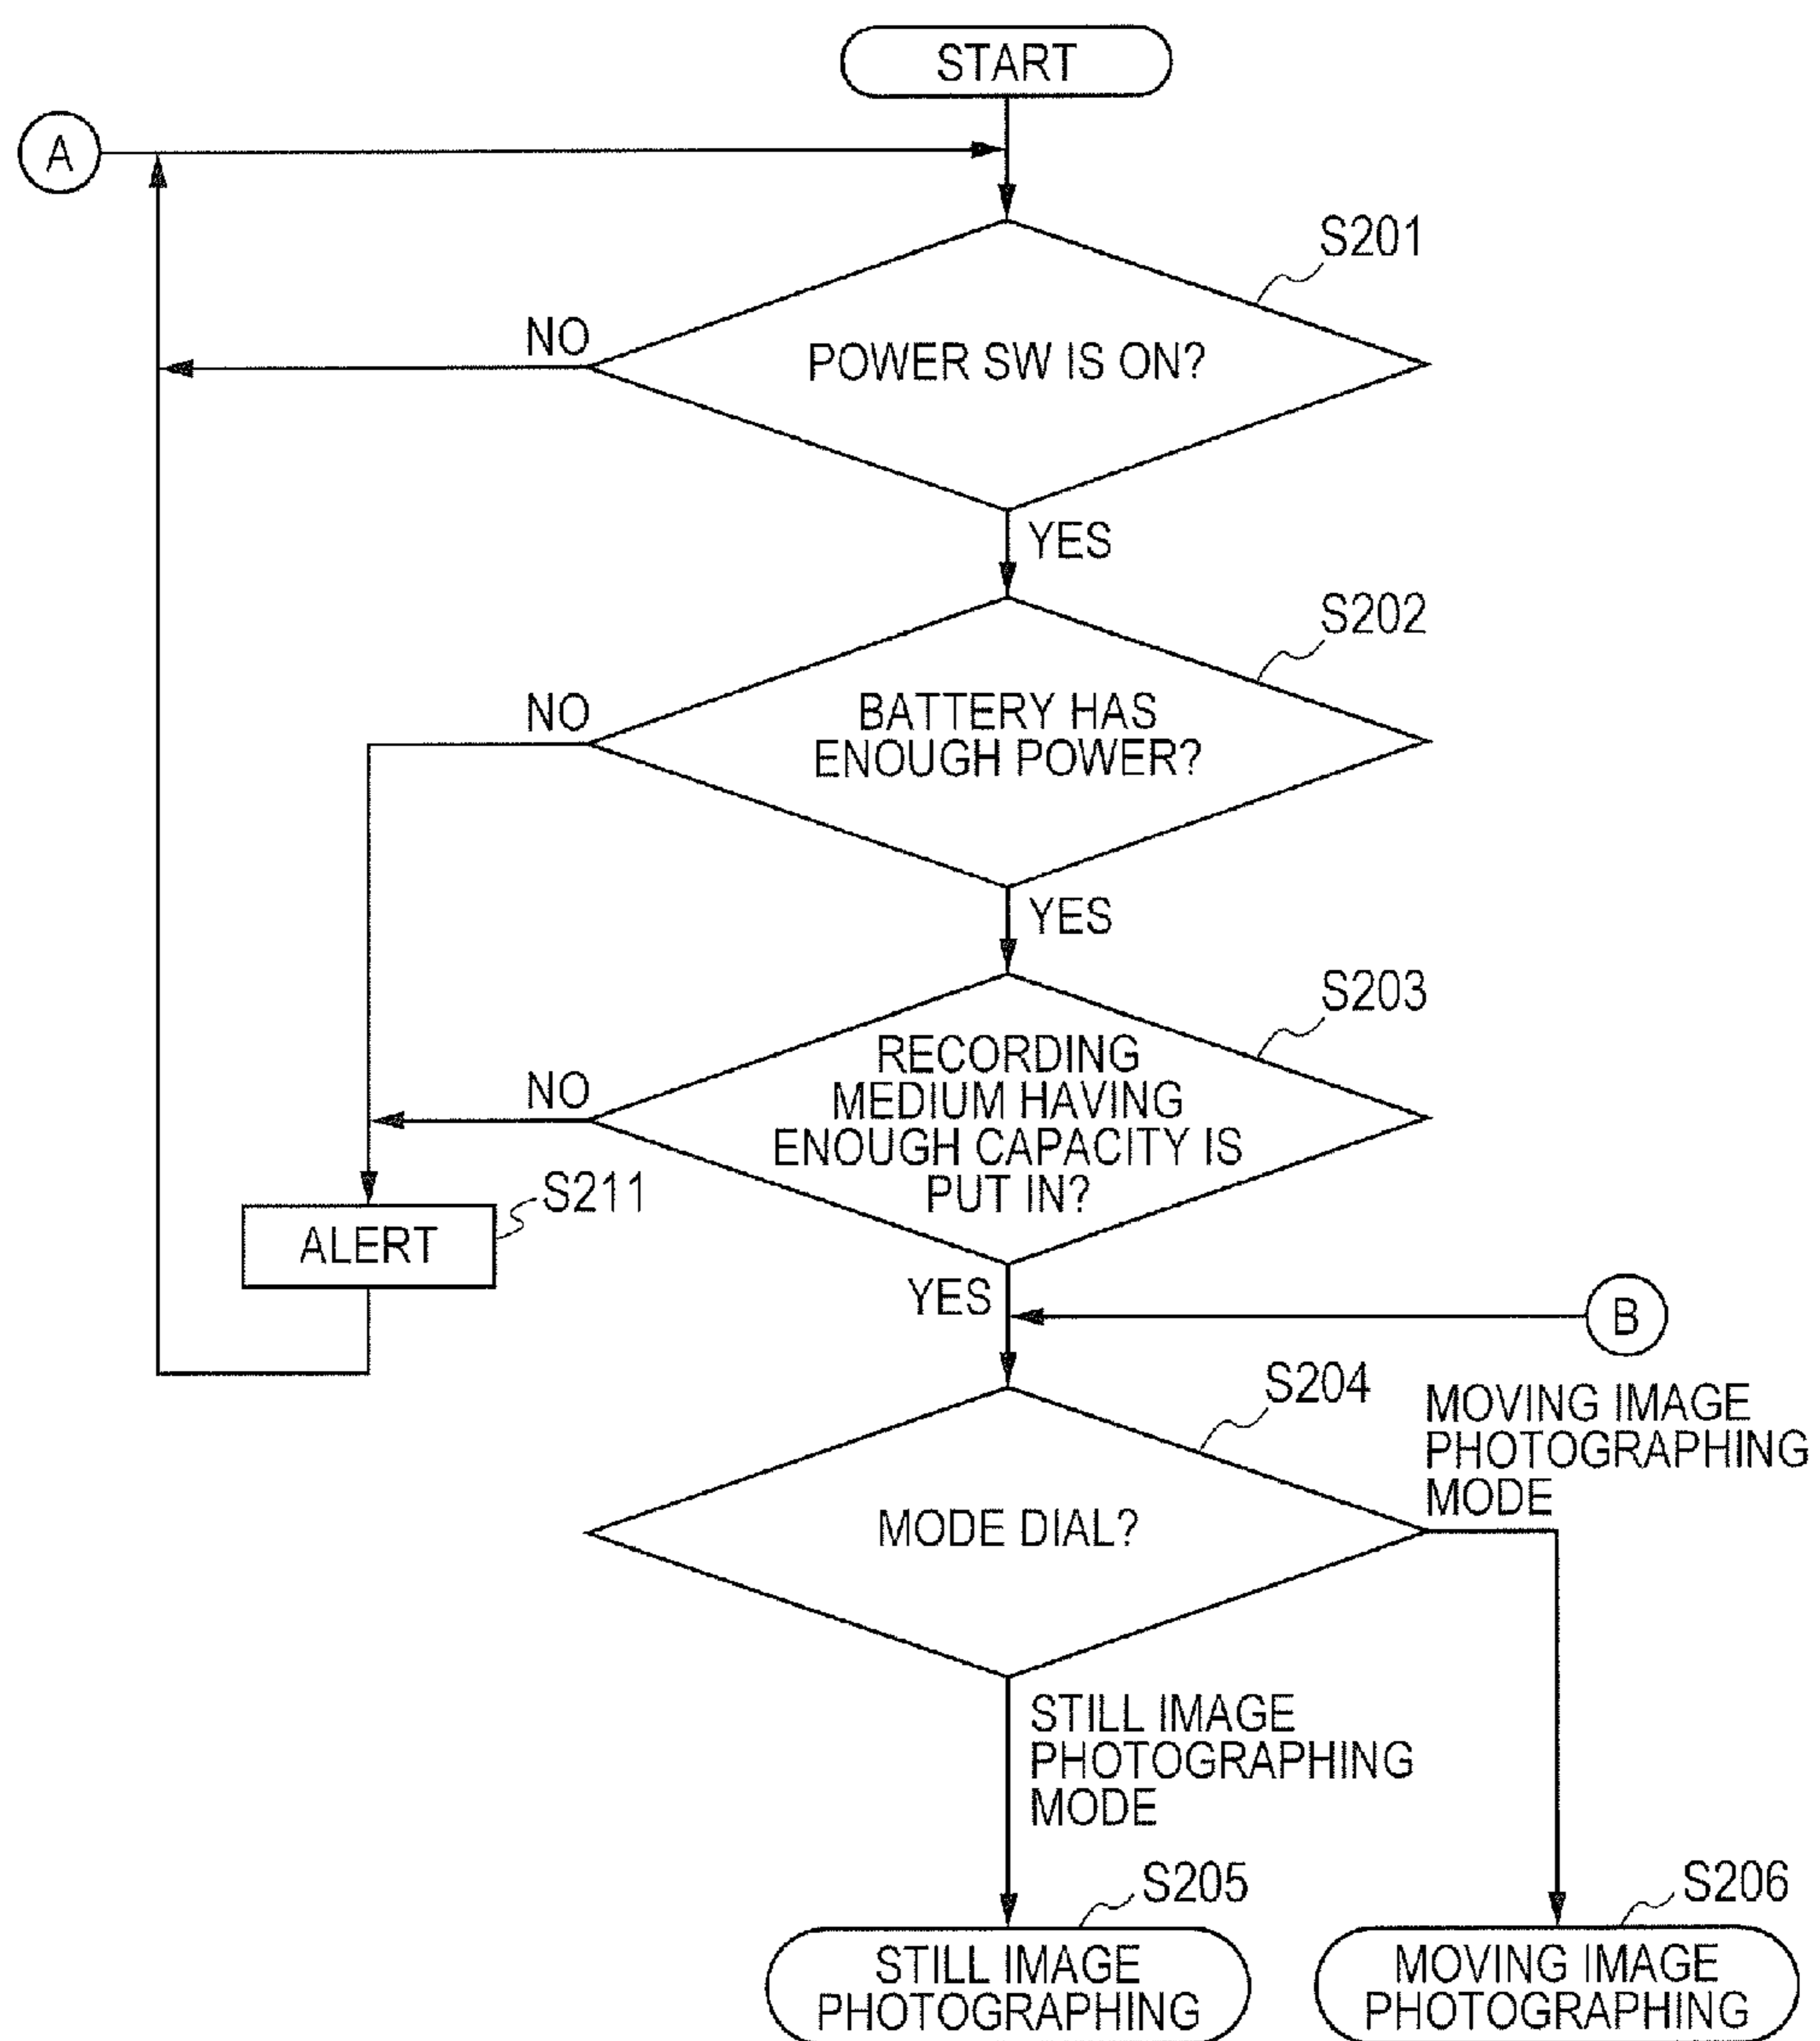 START
A
S201
NO
POWER SW IS ON?
YES
S202
NO
BATTERY HAS
ENOUGH POWER?
YES
S203
NO
RECORDING
MEDIUM HAVING
ENOUGH CAPACITY IS
PUT IN?
S211
ALERT
YES
B
S204
MOVING IMAGE
PHOTOGRAPHING
MODE
MODE DIAL?
STILL IMAGE
PHOTOGRAPHING
MODE
S205
S206
STILL IMAGE
PHOTOGRAPHING
MOVING IMAGE
PHOTOGRAPHING